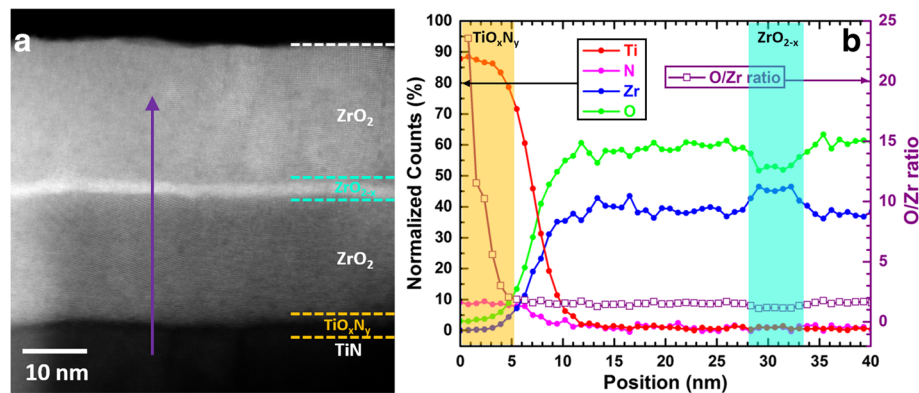 a
ZrO2
ZrO2-x
ZrO2
TiOxNy
TiN
10 nm
b
TiOxNy
ZrO2-x
Ti
N
Zr
O
O/Zr ratio
Normalized Counts (%)
100
90
80
70
60
50
40
30
20
10
0
25
20
15
10
5
0
O/Zr ratio
0 5 10 15 20 25 30 35 40
Position (nm)